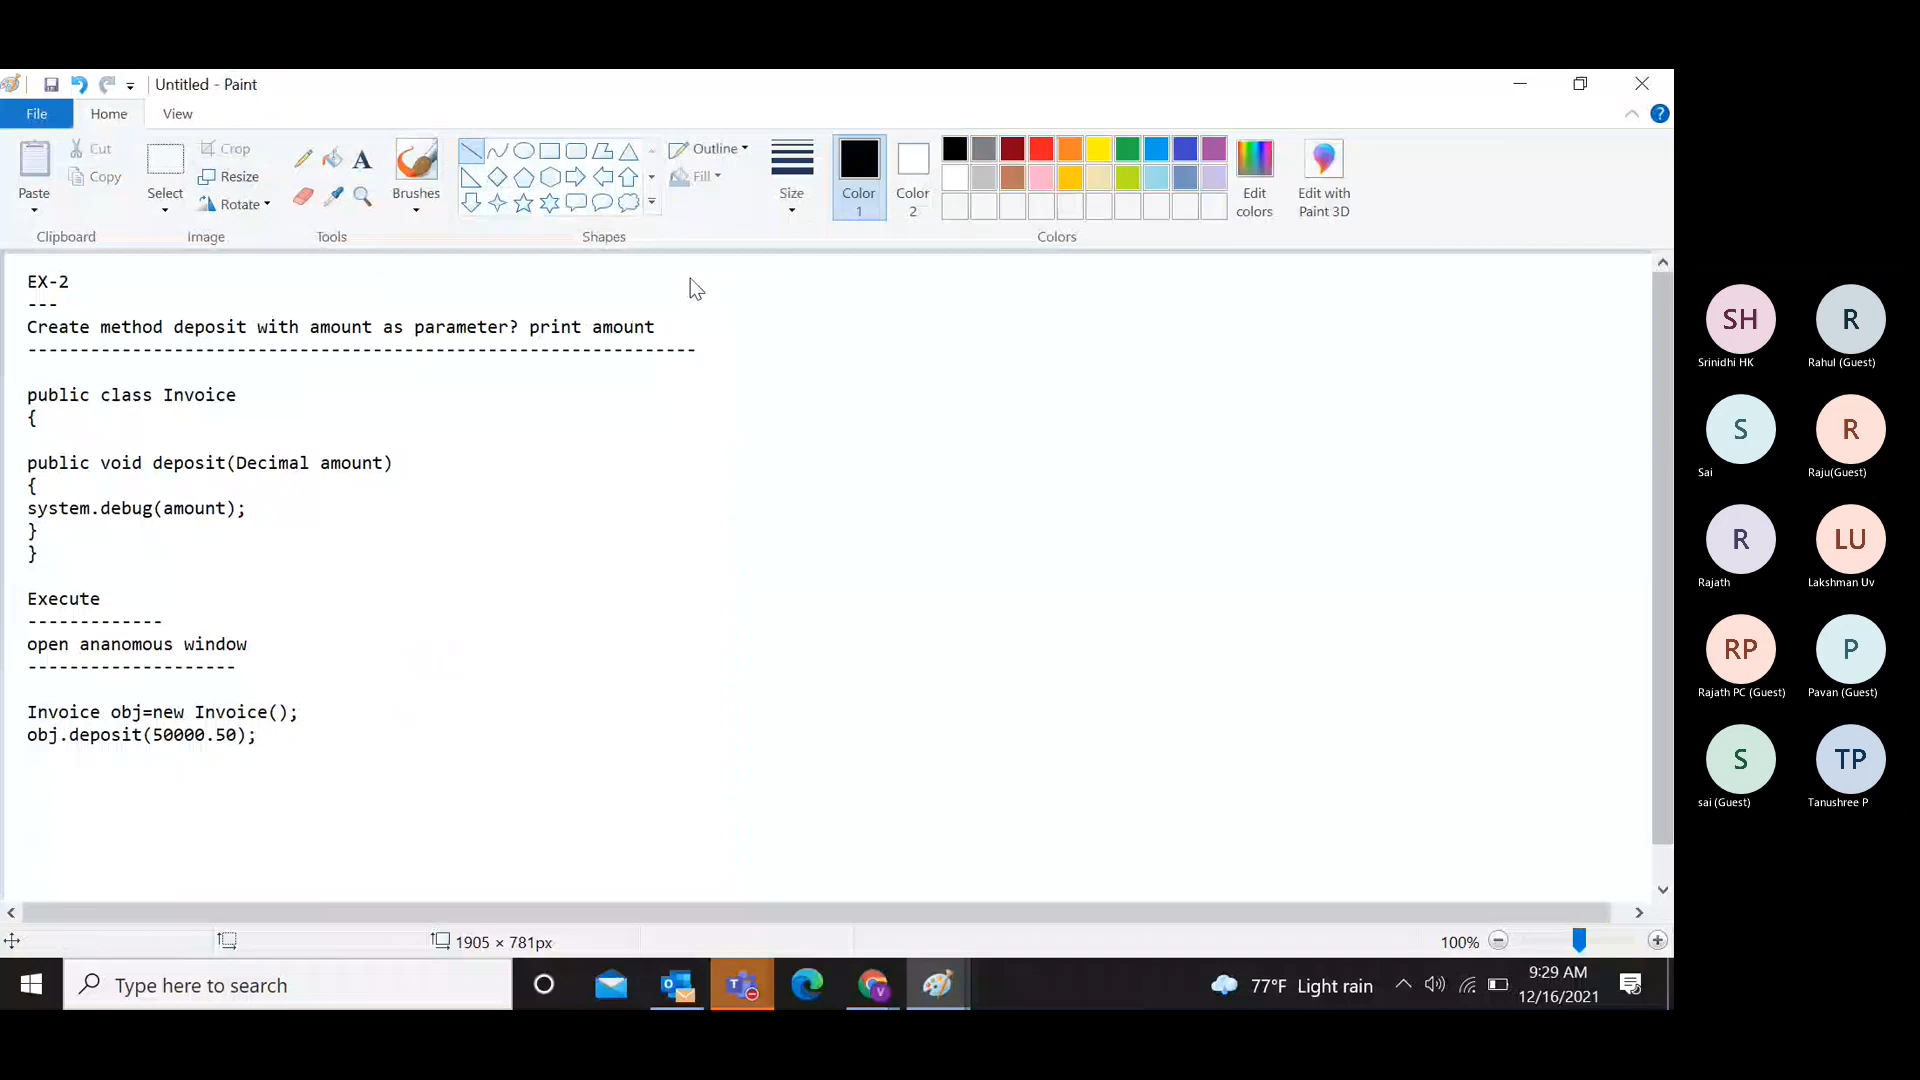 Untitled - Paint
File
Home
View
Paste
Cut
Copy
Clipboard
Select
Crop
Resize
Rotate
Image
A
Tools
Brushes
Shapes
Outline
Fill
Size
Color 1
Color 2
Colors
Edit colors
Edit with Paint 3D
?
EX-2
---
Create method deposit with amount as parameter? print amount
----------------------------------------------------------------
public class Invoice
{
public void deposit(Decimal amount)
{
system.debug(amount);
}
}
Execute
-------------
open ananomous window
--------------------
Invoice obj=new Invoice();
obj.deposit(50000.50);
1905 × 781px
100%
Type here to search
77°F Light rain
9:29 AM
12/16/2021
SH
Srinidhi HK
R
Rahul (Guest)
S
Sai
R
Raju(Guest)
R
Rajath
LU
Lakshman Uv
RP
Rajath PC (Guest)
P
Pavan (Guest)
S
sai (Guest)
TP
Tanushree P